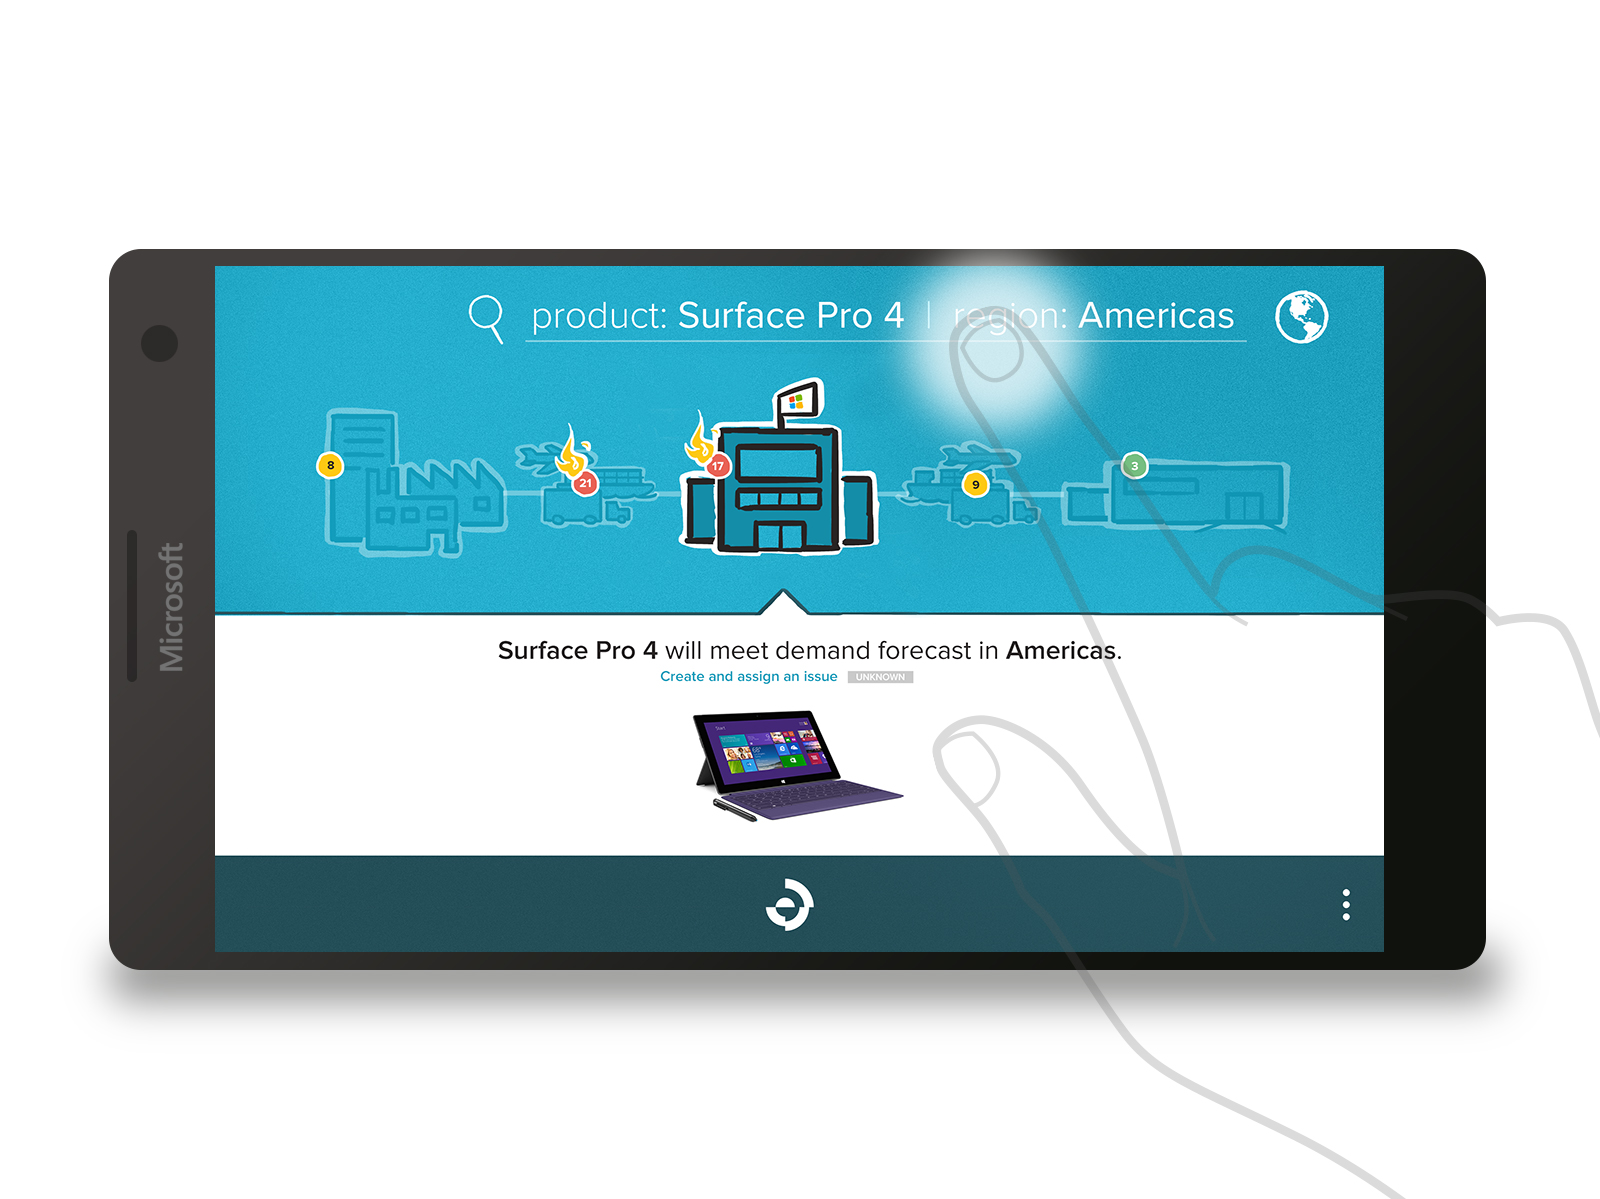 product: Surface Pro 4 | region: Americas
8
21
17
9
3
Microsoft
Surface Pro 4 will meet demand forecast in Americas.
Create and assign an issue UNKNOWN
Start